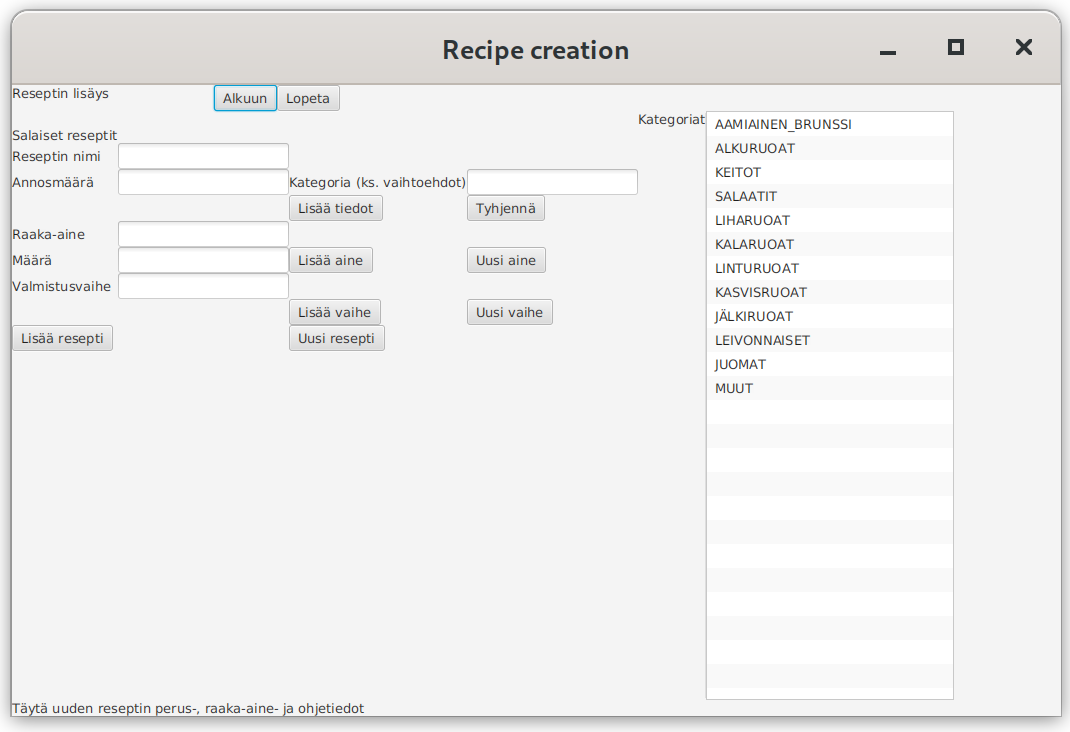 Recipe creation
Reseptin lisäys
Alkuun
Lopeta
Salaiset reseptit
Reseptin nimi
Annosmäärä
Kategoria (ks. vaihtoehdot)
Lisää tiedot
Tyhjennä
Raaka-aine
Määrä
Lisää aine
Uusi aine
Valmistusvaihe
Lisää vaihe
Uusi vaihe
Lisää resepti
Uusi resepti
Kategoriat
AAMIAINEN_BRUNSSI
ALKURUOAT
KEITOT
SALAATIT
LIHARUOAT
KALARUOAT
LINTURUOAT
KASVISRUOAT
JÄLKIRUOAT
LEIVONNAISET
JUOMAT
MUUT
Täytä uuden reseptin perus-, raaka-aine- ja ohjetiedot